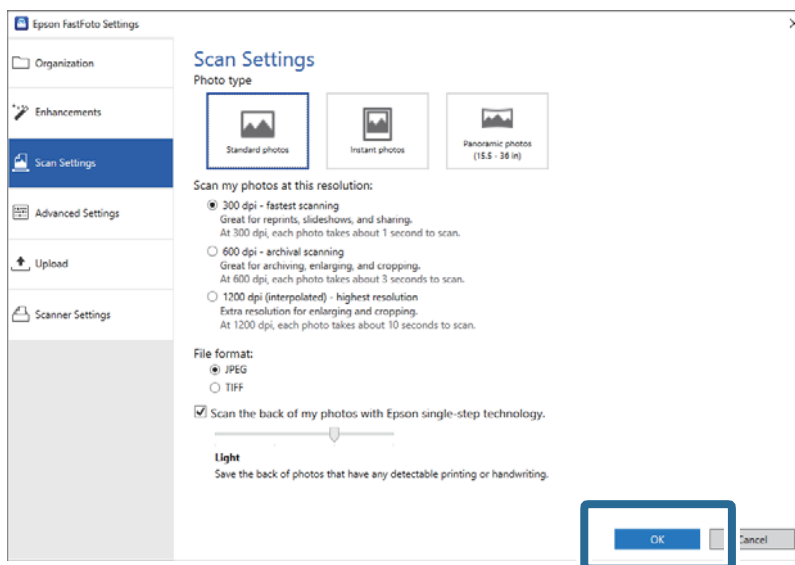 Epson FastFoto Settings
Organization
Enhancements
Scan Settings
Advanced Settings
Upload
Scanner Settings
Scan Settings
Photo type
Standard photos
Instant photos
Panoramic photos
(15.5 - 36 in)
Scan my photos at this resolution:
300 dpi - fastest scanning
Great for reprints, slideshows, and sharing.
At 300 dpi, each photo takes about 1 second to scan.
600 dpi - archival scanning
Great for archiving, enlarging, and cropping.
At 600 dpi, each photo takes about 3 seconds to scan.
1200 dpi (interpolated) - highest resolution
Extra resolution for enlarging and cropping.
At 1200 dpi, each photo takes about 10 seconds to scan.
File format:
JPEG
TIFF
Scan the back of my photos with Epson single-step technology.
Light
Save the back of photos that have any detectable printing or handwriting.
OK
Cancel